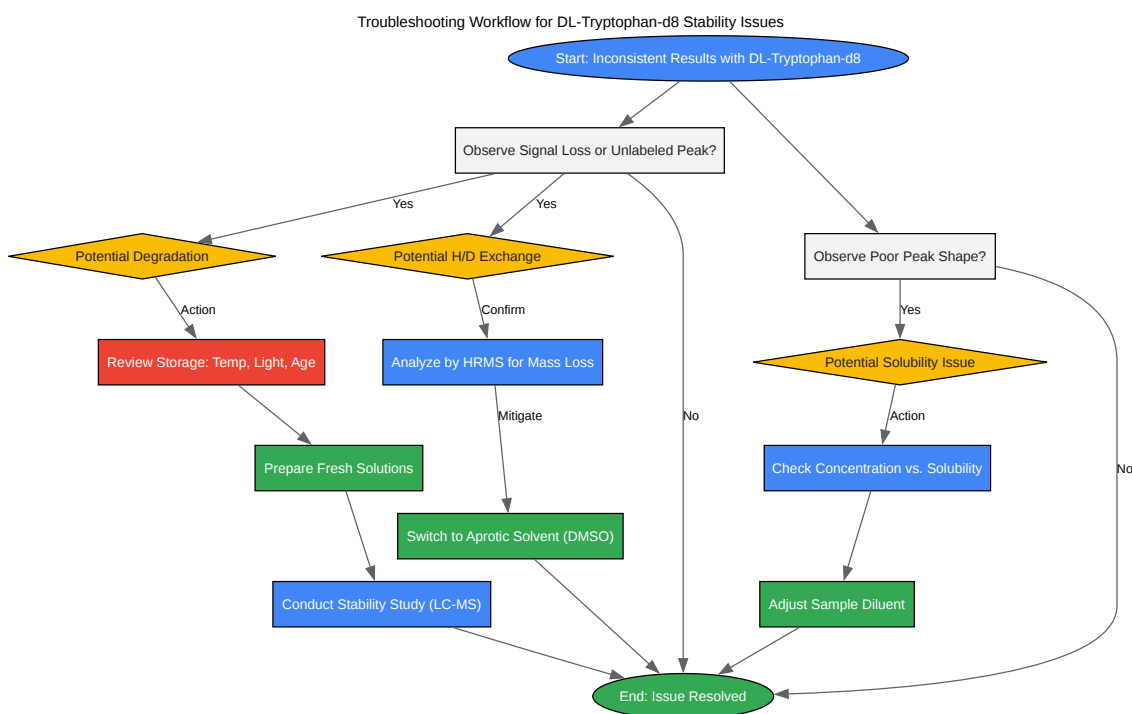 Troubleshooting Workflow for DL-Tryptophan-d8 Stability Issues
Start: Inconsistent Results with DL-Tryptophan-d8
Observe Signal Loss or Unlabeled Peak?
Yes
Yes
Potential Degradation
Potential H/D Exchange
Observe Poor Peak Shape?
Action
Confirm
Yes
Review Storage: Temp, Light, Age
Analyze by HRMS for Mass Loss
Potential Solubility Issue
Mitigate
No
Action
Prepare Fresh Solutions
Check Concentration vs. Solubility
No
Switch to Aprotic Solvent (DMSO)
Conduct Stability Study (LC-MS)
Adjust Sample Diluent
End: Issue Resolved